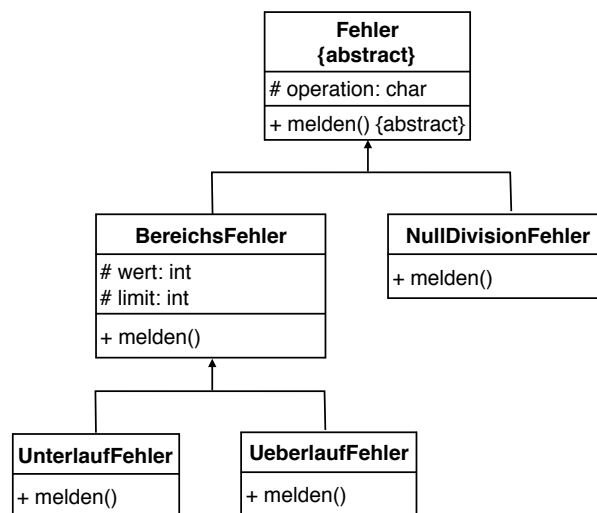 Fehler
{abstract}
# operation: char
+ melden() {abstract}
BereichsFehler
# wert: int
# limit: int
+ melden()
NullDivisionFehler
+ melden()
UnterlaufFehler
+ melden()
UeberlaufFehler
+ melden()